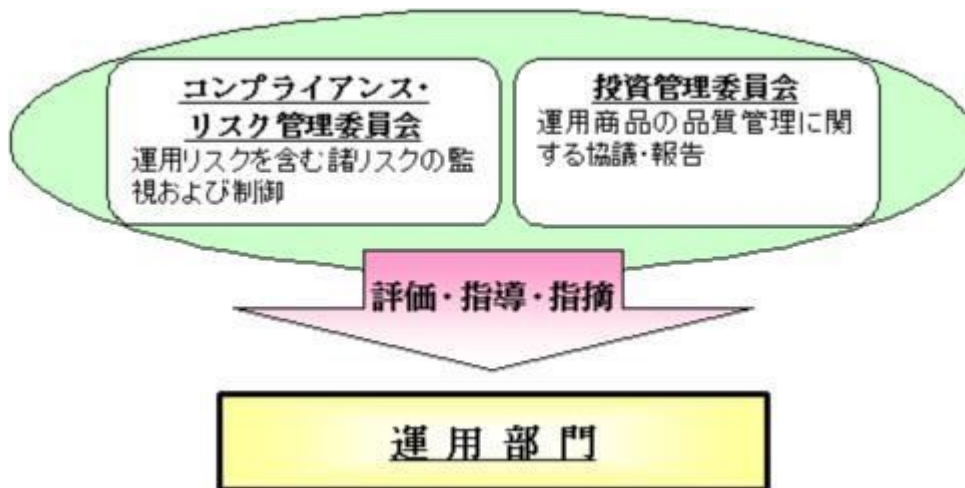 コンプライアンス・
リスク管理委員会
運用リスクを含む諸リスクの監
視および制御
投資管理委員会
運用商品の品質管理に関
する協議・報告
評価・指導・指摘
運用部門